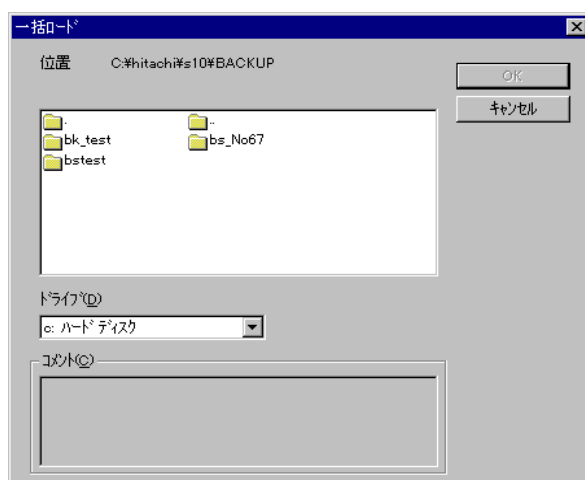 一括ロード
位置 C:¥hitachi¥s10¥BACKUP
OK
キャンセル
. ..
bk_test bs_No67
bstest
ドライブ(D)
c: ハード ディスク
コメント(C)